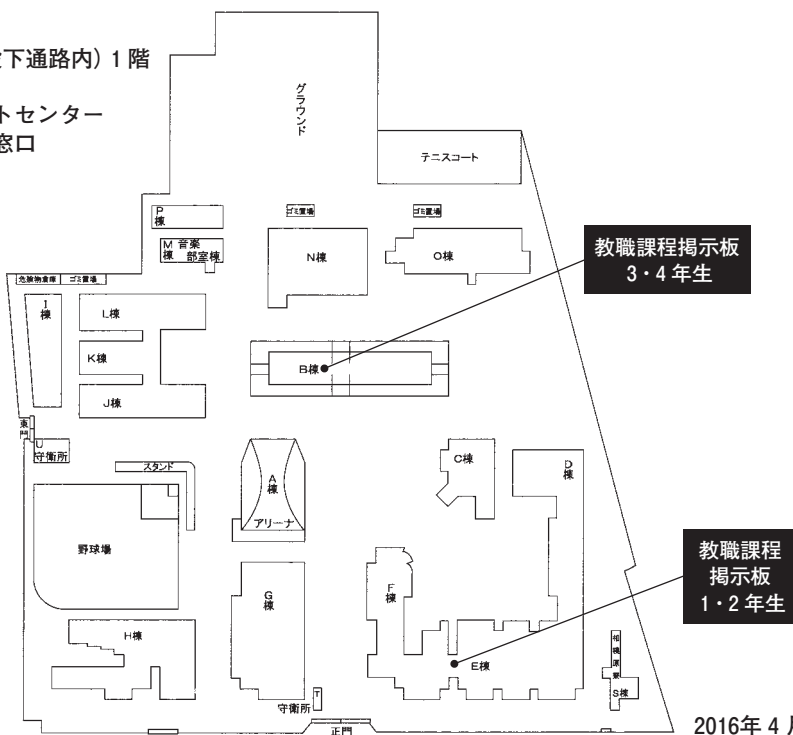 下通路内）1階
トセンター
窓口
グラウンド
テニスコート
P棟
ゴミ置場
ゴミ置場
M棟
音楽
部室棟
N棟
O棟
教職課程掲示板
3・4年生
危険物倉庫
ゴミ置場
I棟
L棟
K棟
J棟
B棟
東門
U
守衛所
スタンド
A棟
アリーナ
C棟
D棟
野球場
教職課程
掲示板
1・2年生
F棟
G棟
H棟
E棟
相模原寮
S棟
T
守衛所
正門
2016年4月